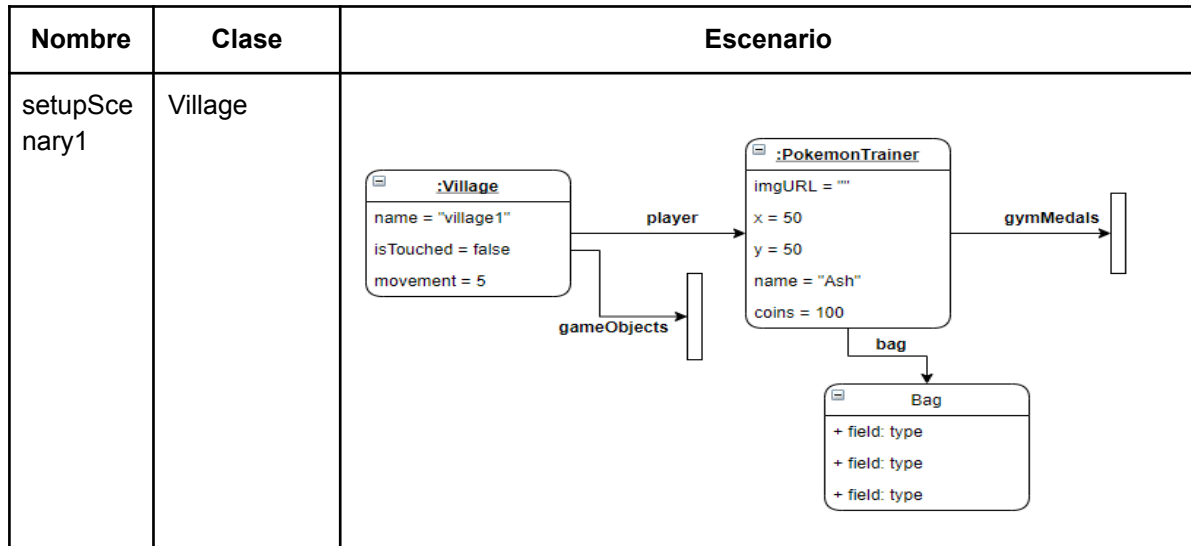 Nombre
Clase
Escenario
setupSce
nary1
Village
:Village
name = "village1"
isTouched = false
movement = 5
player
gameObjects
:PokemonTrainer
imgURL = ""
x = 50
y = 50
name = "Ash"
coins = 100
gymMedals
bag
Bag
+ field: type
+ field: type
+ field: type